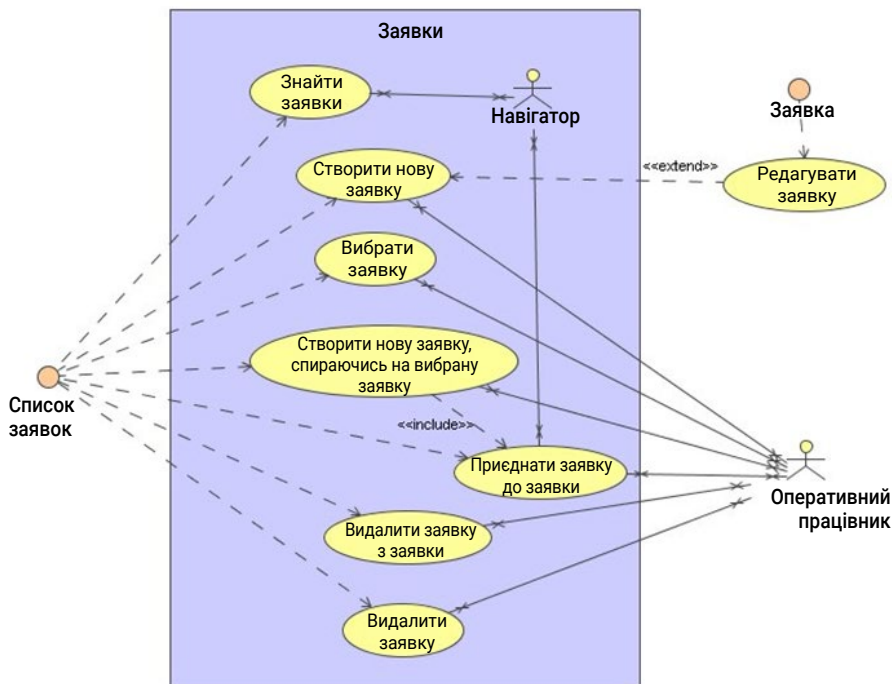 Заявки
Знайти
заявки
Навігатор
Заявка
<<extend>>
Створити нову
заявку
Редагувати
заявку
Вибрати
заявку
Створити нову заявку,
спираючись на вибрану
заявку
Список
заявок
<<include>>
Приєднати заявку
до заявки
Оперативний
працівник
Видалити заявку
з заявки
Видалити
заявку